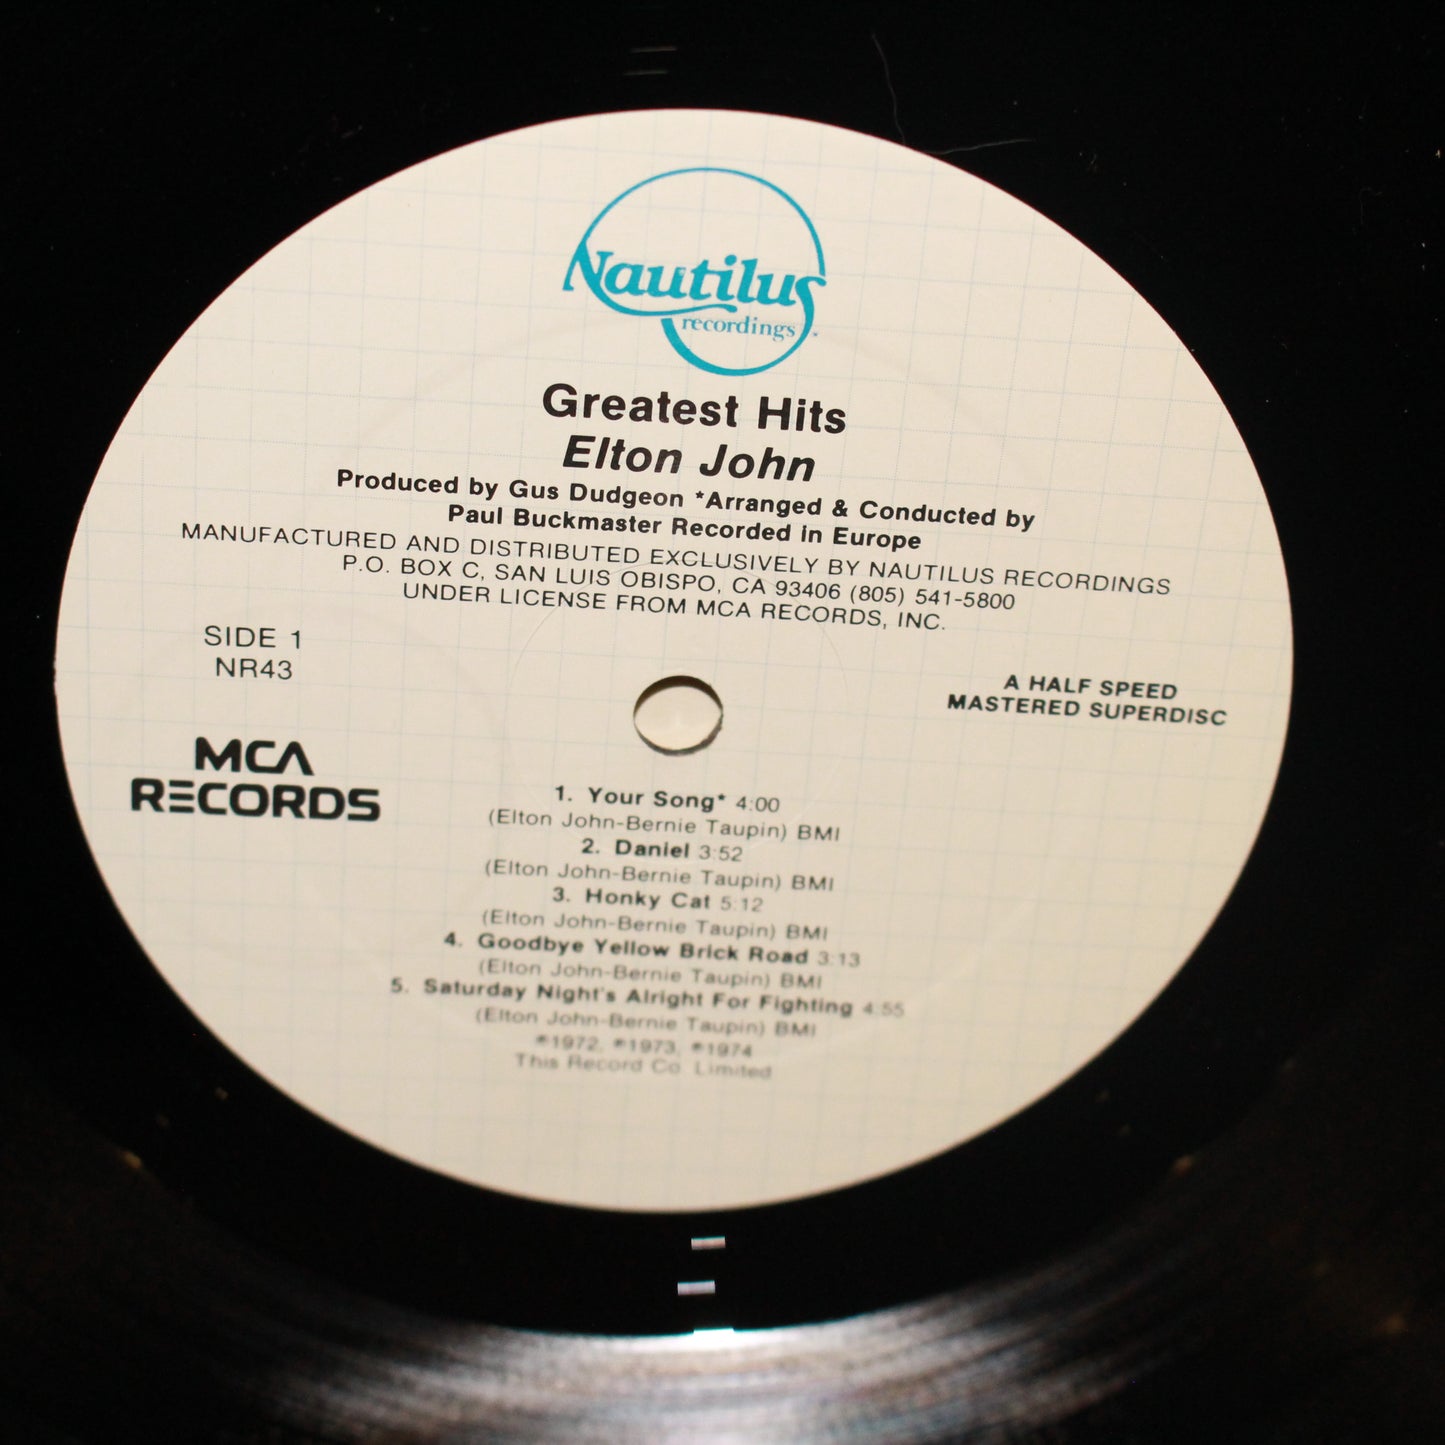 Nautilus
recordings
Greatest Hits
Elton John
Produced by Gus Dudgeon *Arranged & Conducted by
Paul Buckmaster Recorded in Europe
MANUFACTURED AND DISTRIBUTED EXCLUSIVELY BY NAUTILUS RECORDINGS
P.O. BOX C, SAN LUIS OBISPO, CA 93406 (805) 541-5800
UNDER LICENSE FROM MCA RECORDS, INC.
SIDE 1
NR43
A HALF SPEED
MASTERED SUPERDISC
MCA
RECORDS
1. Your Song* 4:00
(Elton John-Bernie Taupin) BMI
2. Daniel 3:52
(Elton John-Bernie Taupin) BMI
3. Honky Cat 5:12
(Elton John-Bernie Taupin) BMI
4. Goodbye Yellow Brick Road 3:13
(Elton John-Bernie Taupin) BMI
5. Saturday Night's Alright For Fighting 4:55
(Elton John-Bernie Taupin) BMI
℗1972, ℗1973, ℗1974
This Record Co. Limited